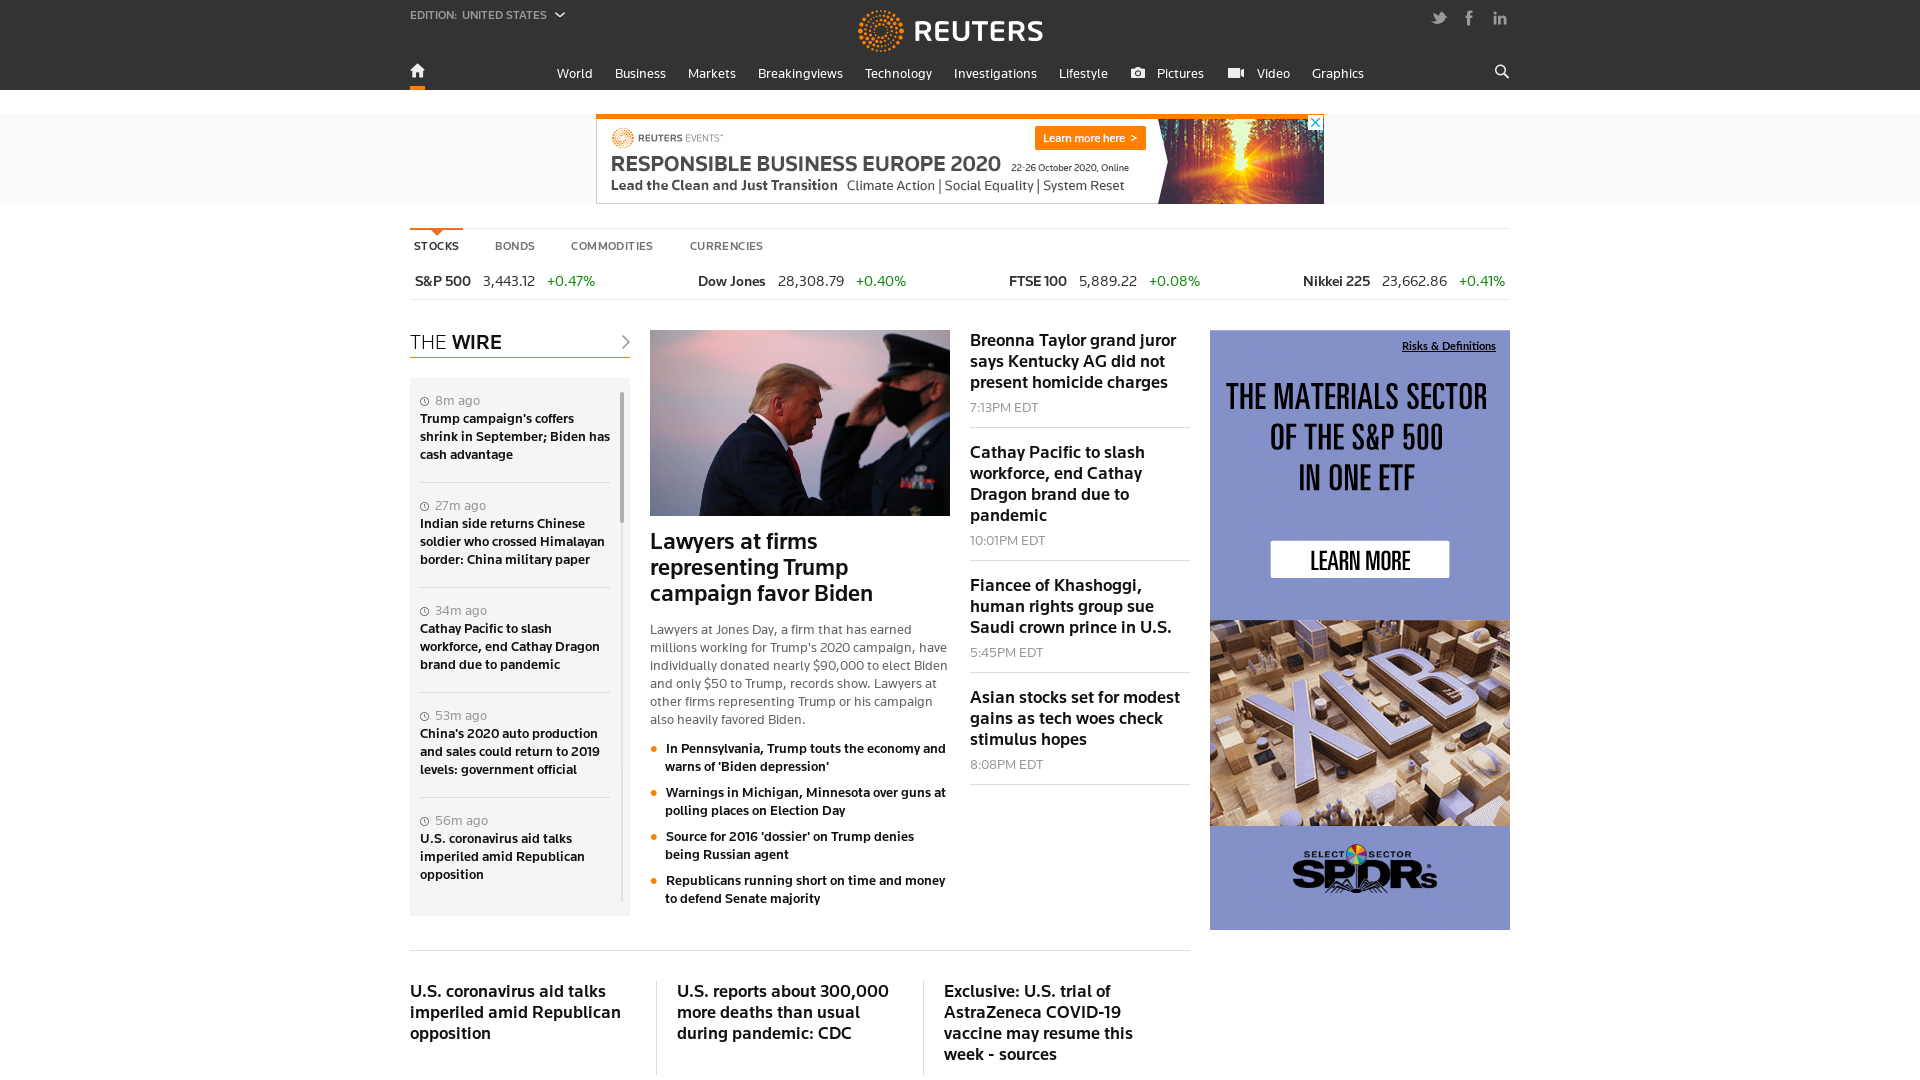 EDITION: UNITED STATES
REUTERS
World Business Markets Breakingviews Technology Investigations Lifestyle Pictures Video Graphics
REUTERS EVENTS™
Learn more here >
RESPONSIBLE BUSINESS EUROPE 2020 22-26 October 2020, Online
Lead the Clean and Just Transition Climate Action | Social Equality | System Reset
STOCKS BONDS COMMODITIES CURRENCIES
S&P 500 3,443.12 +0.47% Dow Jones 28,308.79 +0.40% FTSE 100 5,889.22 +0.08% Nikkei 225 23,662.86 +0.41%
THE WIRE
8m ago
Trump campaign's coffers
shrink in September; Biden has
cash advantage
27m ago
Indian side returns Chinese
soldier who crossed Himalayan
border: China military paper
34m ago
Cathay Pacific to slash
workforce, end Cathay Dragon
brand due to pandemic
53m ago
China's 2020 auto production
and sales could return to 2019
levels: government official
56m ago
U.S. coronavirus aid talks
imperiled amid Republican
opposition
Lawyers at firms
representing Trump
campaign favor Biden
Lawyers at Jones Day, a firm that has earned
millions working for Trump's 2020 campaign, have
individually donated nearly $90,000 to elect Biden
and only $50 to Trump, records show. Lawyers at
other firms representing Trump or his campaign
also heavily favored Biden.
In Pennsylvania, Trump touts the economy and
warns of 'Biden depression'
Warnings in Michigan, Minnesota over guns at
polling places on Election Day
Source for 2016 'dossier' on Trump denies
being Russian agent
Republicans running short on time and money
to defend Senate majority
Breonna Taylor grand juror
says Kentucky AG did not
present homicide charges
7:13PM EDT
Cathay Pacific to slash
workforce, end Cathay
Dragon brand due to
pandemic
10:01PM EDT
Fiancee of Khashoggi,
human rights group sue
Saudi crown prince in U.S.
5:45PM EDT
Asian stocks set for modest
gains as tech woes check
stimulus hopes
8:08PM EDT
Risks & Definitions
THE MATERIALS SECTOR
OF THE S&P 500
IN ONE ETF
LEARN MORE
XLB
SELECT SECTOR
SPDRs®
U.S. coronavirus aid talks
imperiled amid Republican
opposition
U.S. reports about 300,000
more deaths than usual
during pandemic: CDC
Exclusive: U.S. trial of
AstraZeneca COVID-19
vaccine may resume this
week - sources